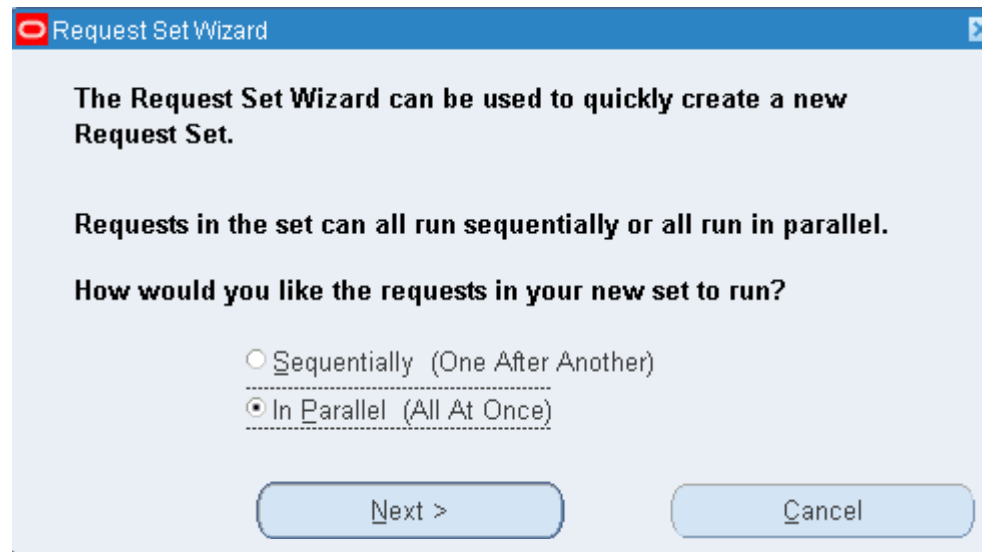 Request Set Wizard
The Request Set Wizard can be used to quickly create a new
Request Set.
Requests in the set can all run sequentially or all run in parallel.
How would you like the requests in your new set to run?
Sequentially (One After Another)
In Parallel (All At Once)
Next >
Cancel